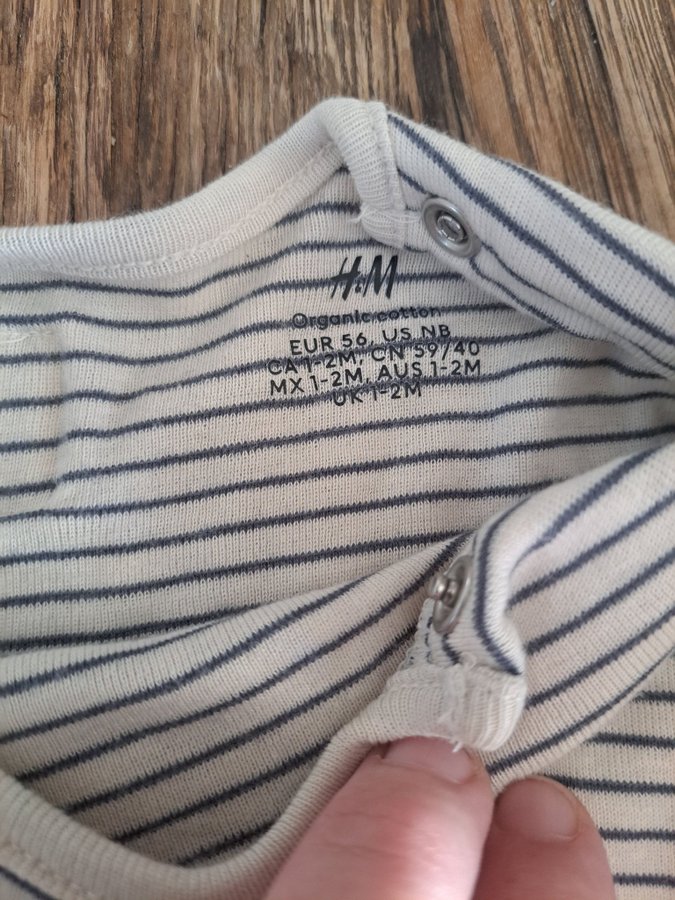 H&M
Organic cotton
EUR 56, US NB
CA 1-2M, CN 59/40
MX 1-2M, AUS 1-2M
UK 1-2M